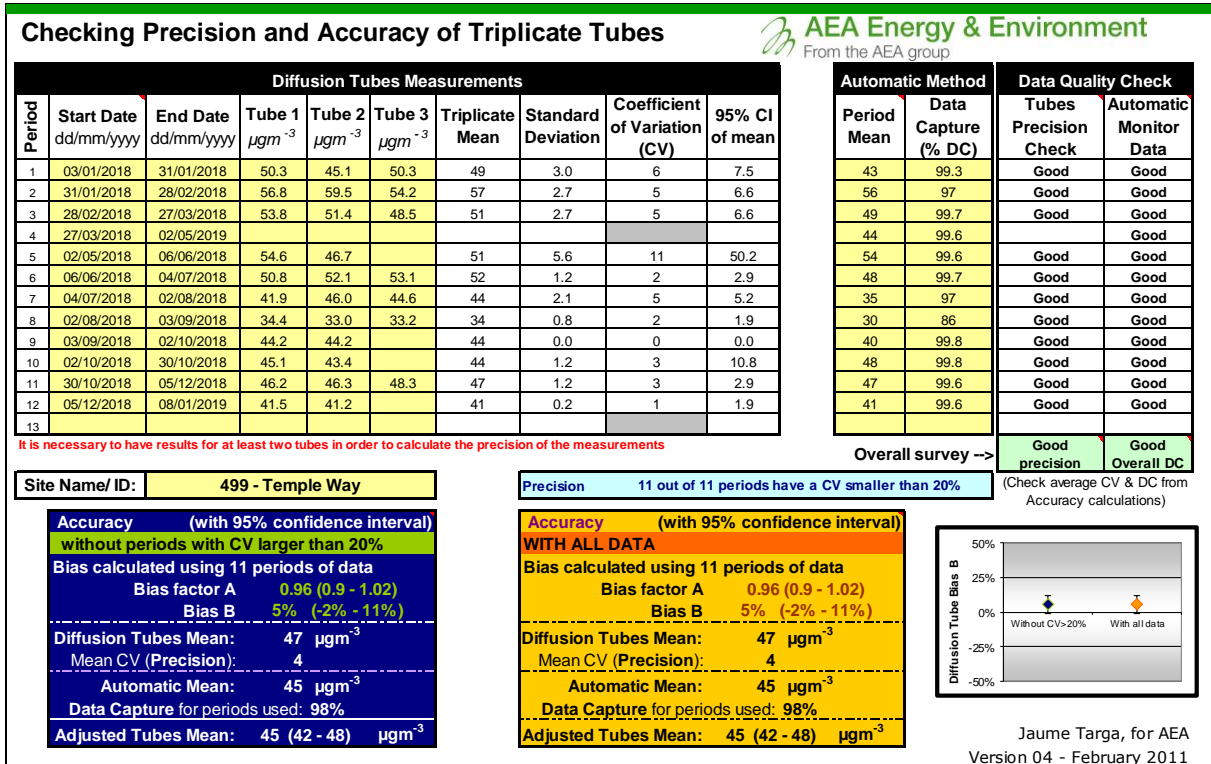 Checking Precision and Accuracy of Triplicate Tubes
AEA Energy & Environment
From the AEA group
Diffusion Tubes Measurements
Automatic Method
Data Quality Check
Period Start Date dd/mm/yyyy End Date dd/mm/yyyy Tube 1 µgm-3 Tube 2 µgm-3 Tube 3 µgm-3 Triplicate Mean Standard Deviation Coefficient of Variation (CV) 95% CI of mean Period Mean Data Capture (% DC) Tubes Precision Check Automatic Monitor Data
1 03/01/2018 31/01/2018 50.3 45.1 50.3 49 3.0 6 7.5 43 99.3 Good Good
2 31/01/2018 28/02/2018 56.8 59.5 54.2 57 2.7 5 6.6 56 97 Good Good
3 28/02/2018 27/03/2018 53.8 51.4 48.5 51 2.7 5 6.6 49 99.7 Good Good
4 27/03/2018 02/05/2019 44 99.6 Good
5 02/05/2018 06/06/2018 54.6 46.7 51 5.6 11 50.2 54 99.6 Good Good
6 06/06/2018 04/07/2018 50.8 52.1 53.1 52 1.2 2 2.9 48 99.7 Good Good
7 04/07/2018 02/08/2018 41.9 46.0 44.6 44 2.1 5 5.2 35 97 Good Good
8 02/08/2018 03/09/2018 34.4 33.0 33.2 34 0.8 2 1.9 30 86 Good Good
9 03/09/2018 02/10/2018 44.2 44.2 44 0.0 0 0.0 40 99.8 Good Good
10 02/10/2018 30/10/2018 45.1 43.4 44 1.2 3 10.8 48 99.8 Good Good
11 30/10/2018 05/12/2018 46.2 46.3 48.3 47 1.2 3 2.9 47 99.6 Good Good
12 05/12/2018 08/01/2019 41.5 41.2 41 0.2 1 1.9 41 99.6 Good Good
13
It is necessary to have results for at least two tubes in order to calculate the precision of the measurements
Overall survey --> Good precision Good Overall DC
(Check average CV & DC from Accuracy calculations)
Site Name/ ID: 499 - Temple Way
Precision 11 out of 11 periods have a CV smaller than 20%
Accuracy (with 95% confidence interval)
without periods with CV larger than 20%
Bias calculated using 11 periods of data
Bias factor A 0.96 (0.9 - 1.02)
Bias B 5% (-2% - 11%)
Diffusion Tubes Mean: 47 µgm-3
Mean CV (Precision): 4
Automatic Mean: 45 µgm-3
Data Capture for periods used: 98%
Adjusted Tubes Mean: 45 (42 - 48) µgm-3
Accuracy (with 95% confidence interval)
WITH ALL DATA
Bias calculated using 11 periods of data
Bias factor A 0.96 (0.9 - 1.02)
Bias B 5% (-2% - 11%)
Diffusion Tubes Mean: 47 µgm-3
Mean CV (Precision): 4
Automatic Mean: 45 µgm-3
Data Capture for periods used: 98%
Adjusted Tubes Mean: 45 (42 - 48) µgm-3
Diffusion Tube Bias B
50%
25%
0%
-25%
-50%
Without CV>20% With all data
Jaume Targa, for AEA
Version 04 - February 2011